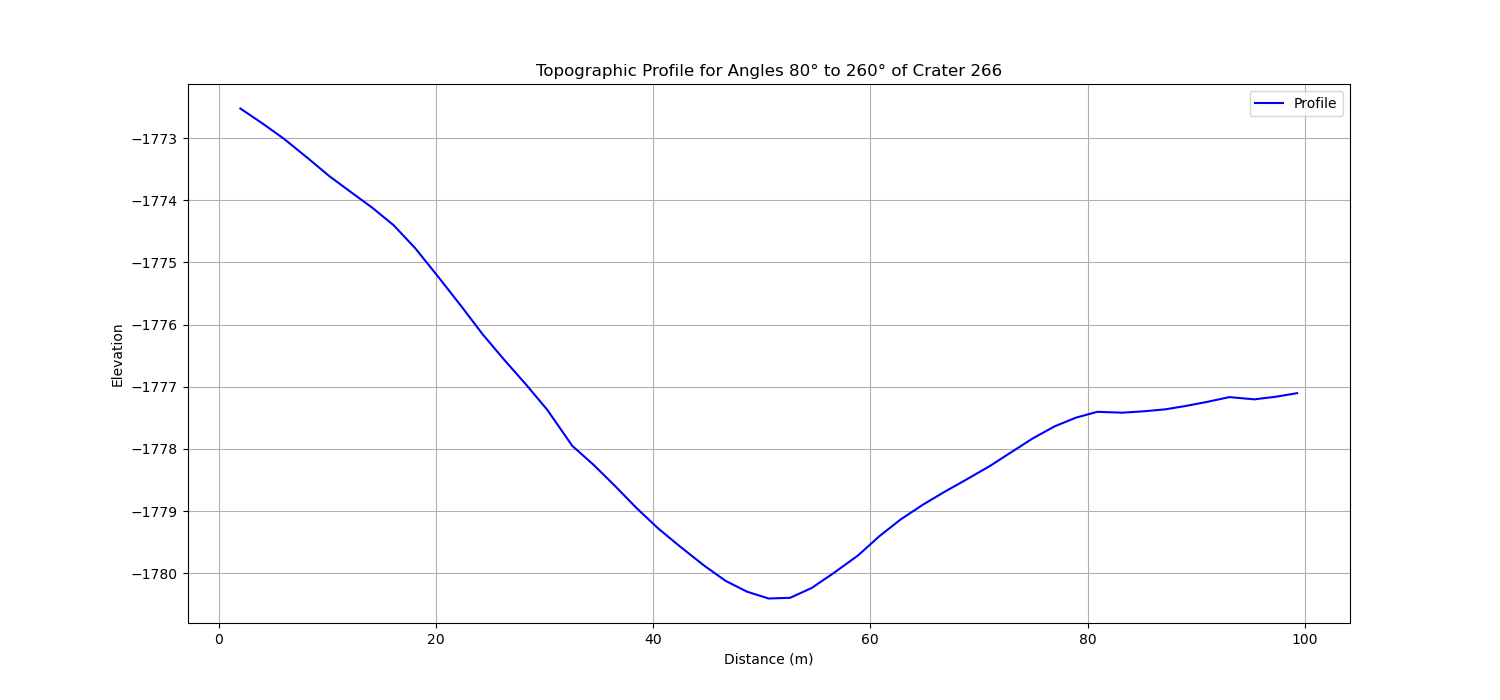 Topographic Profile for Angles 80° to 260° of Crater 266
Profile
−1773
−1774
−1775
−1776
−1777
−1778
−1779
−1780
Elevation
0 20 40 60 80 100
Distance (m)